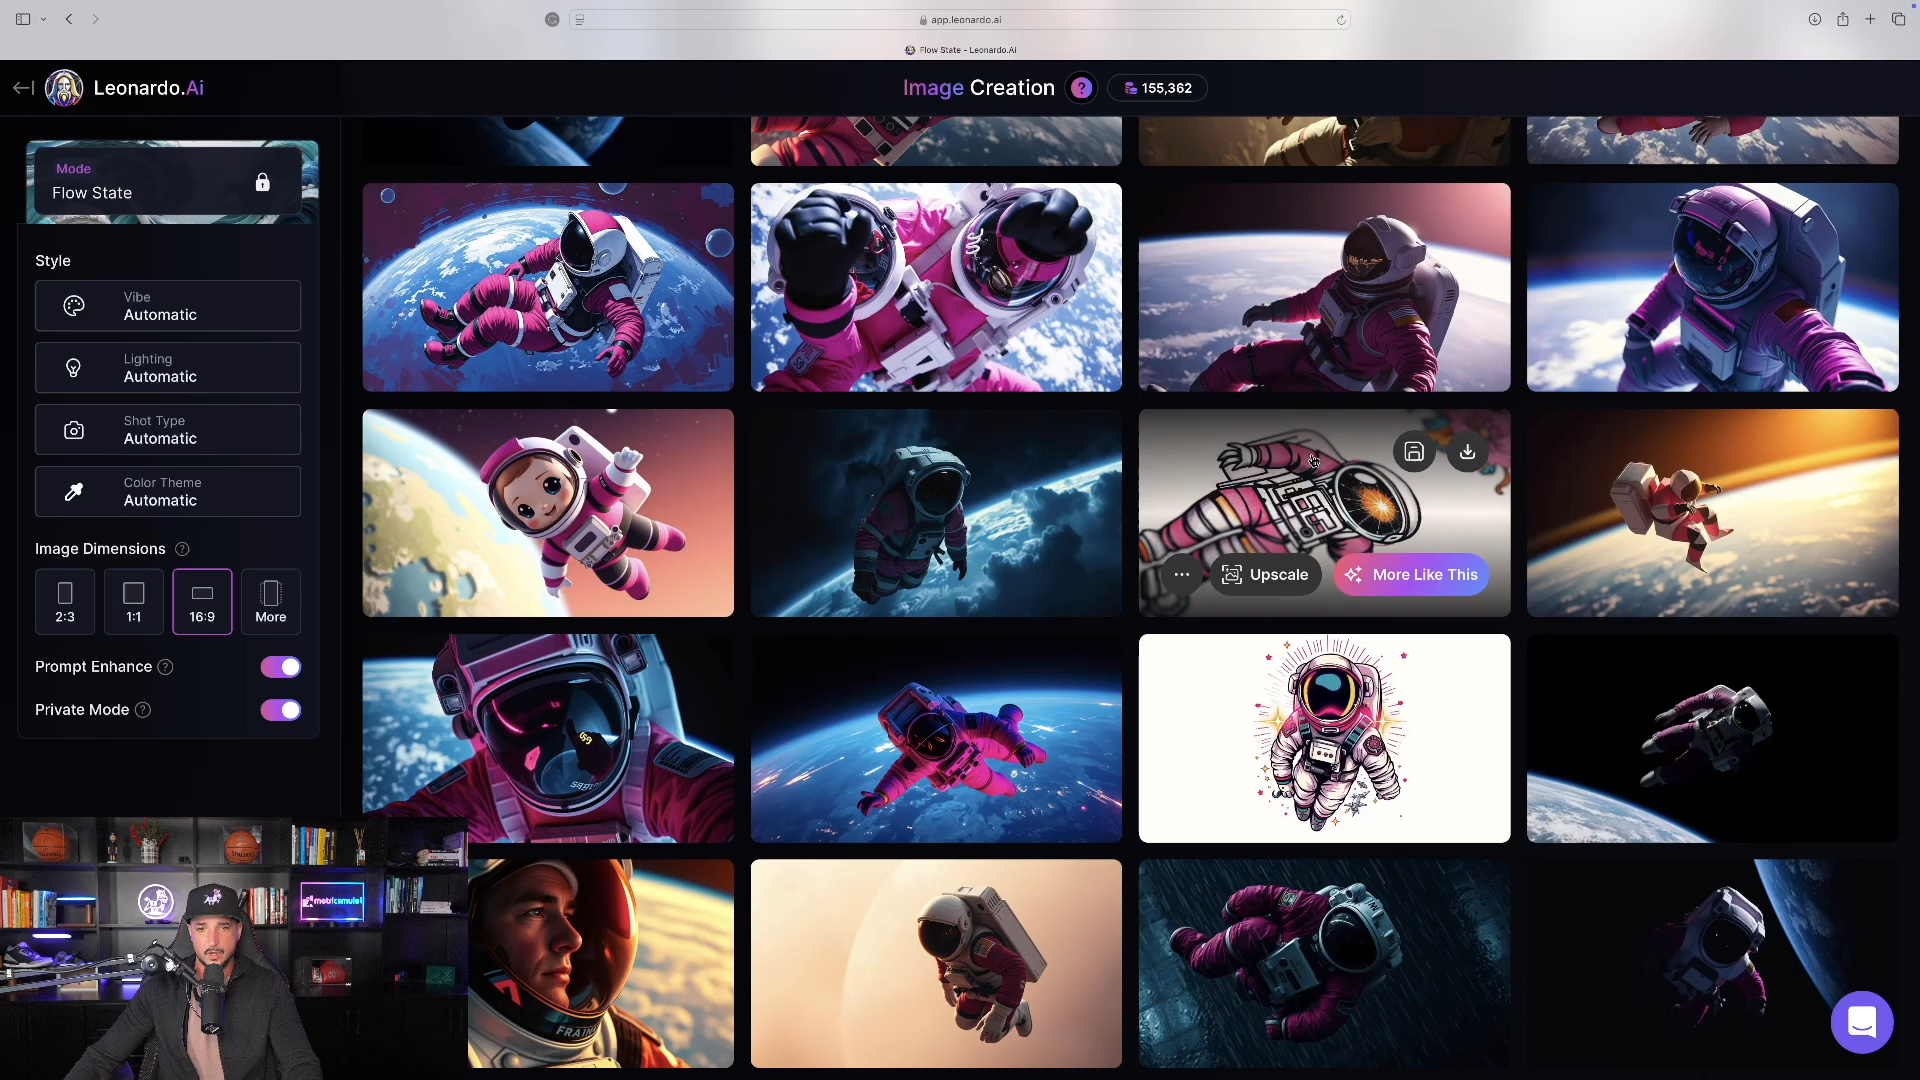 app.leonardo.ai
Flow State - Leonardo.Ai
Leonardo.Ai
Image Creation
?
155,362
Mode
Flow State
Style
Vibe
Automatic
Lighting
Automatic
Shot Type
Automatic
Color Theme
Automatic
Image Dimensions ?
2:3
1:1
16:9
More
Prompt Enhance ?
Private Mode ?
Upscale
More Like This
SPALDING